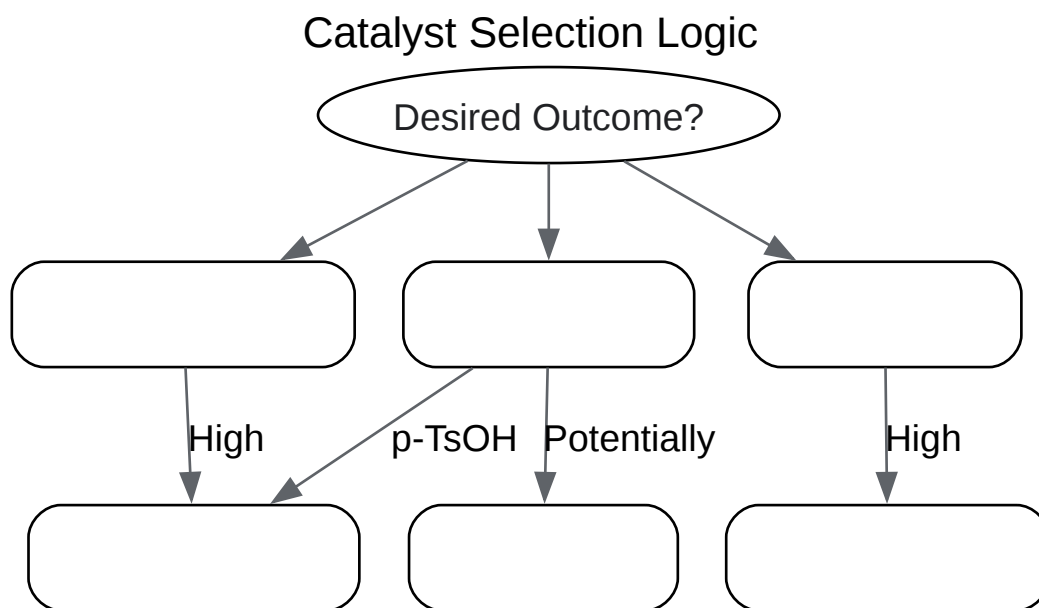 Catalyst Selection Logic
Desired Outcome?
High
p-TsOH
Potentially
High